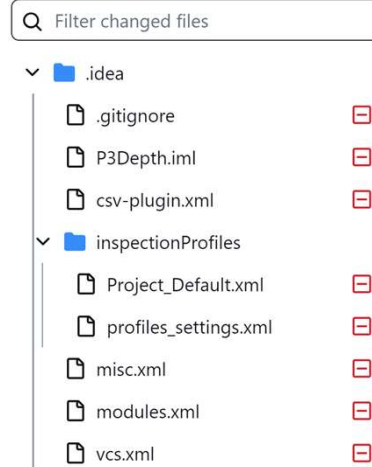 Filter changed files
.idea
.gitignore
P3Depth.iml
csv-plugin.xml
inspectionProfiles
Project_Default.xml
profiles_settings.xml
misc.xml
modules.xml
vcs.xml